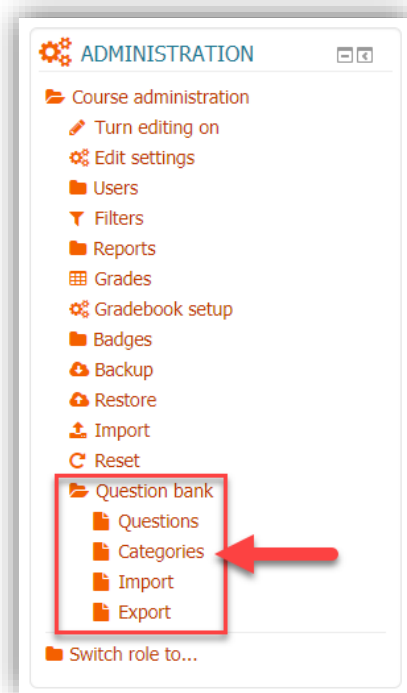 ADMINISTRATION
Course administration
Turn editing on
Edit settings
Users
Filters
Reports
Grades
Gradebook setup
Badges
Backup
Restore
Import
Reset
Question bank
Questions
Categories
Import
Export
Switch role to...